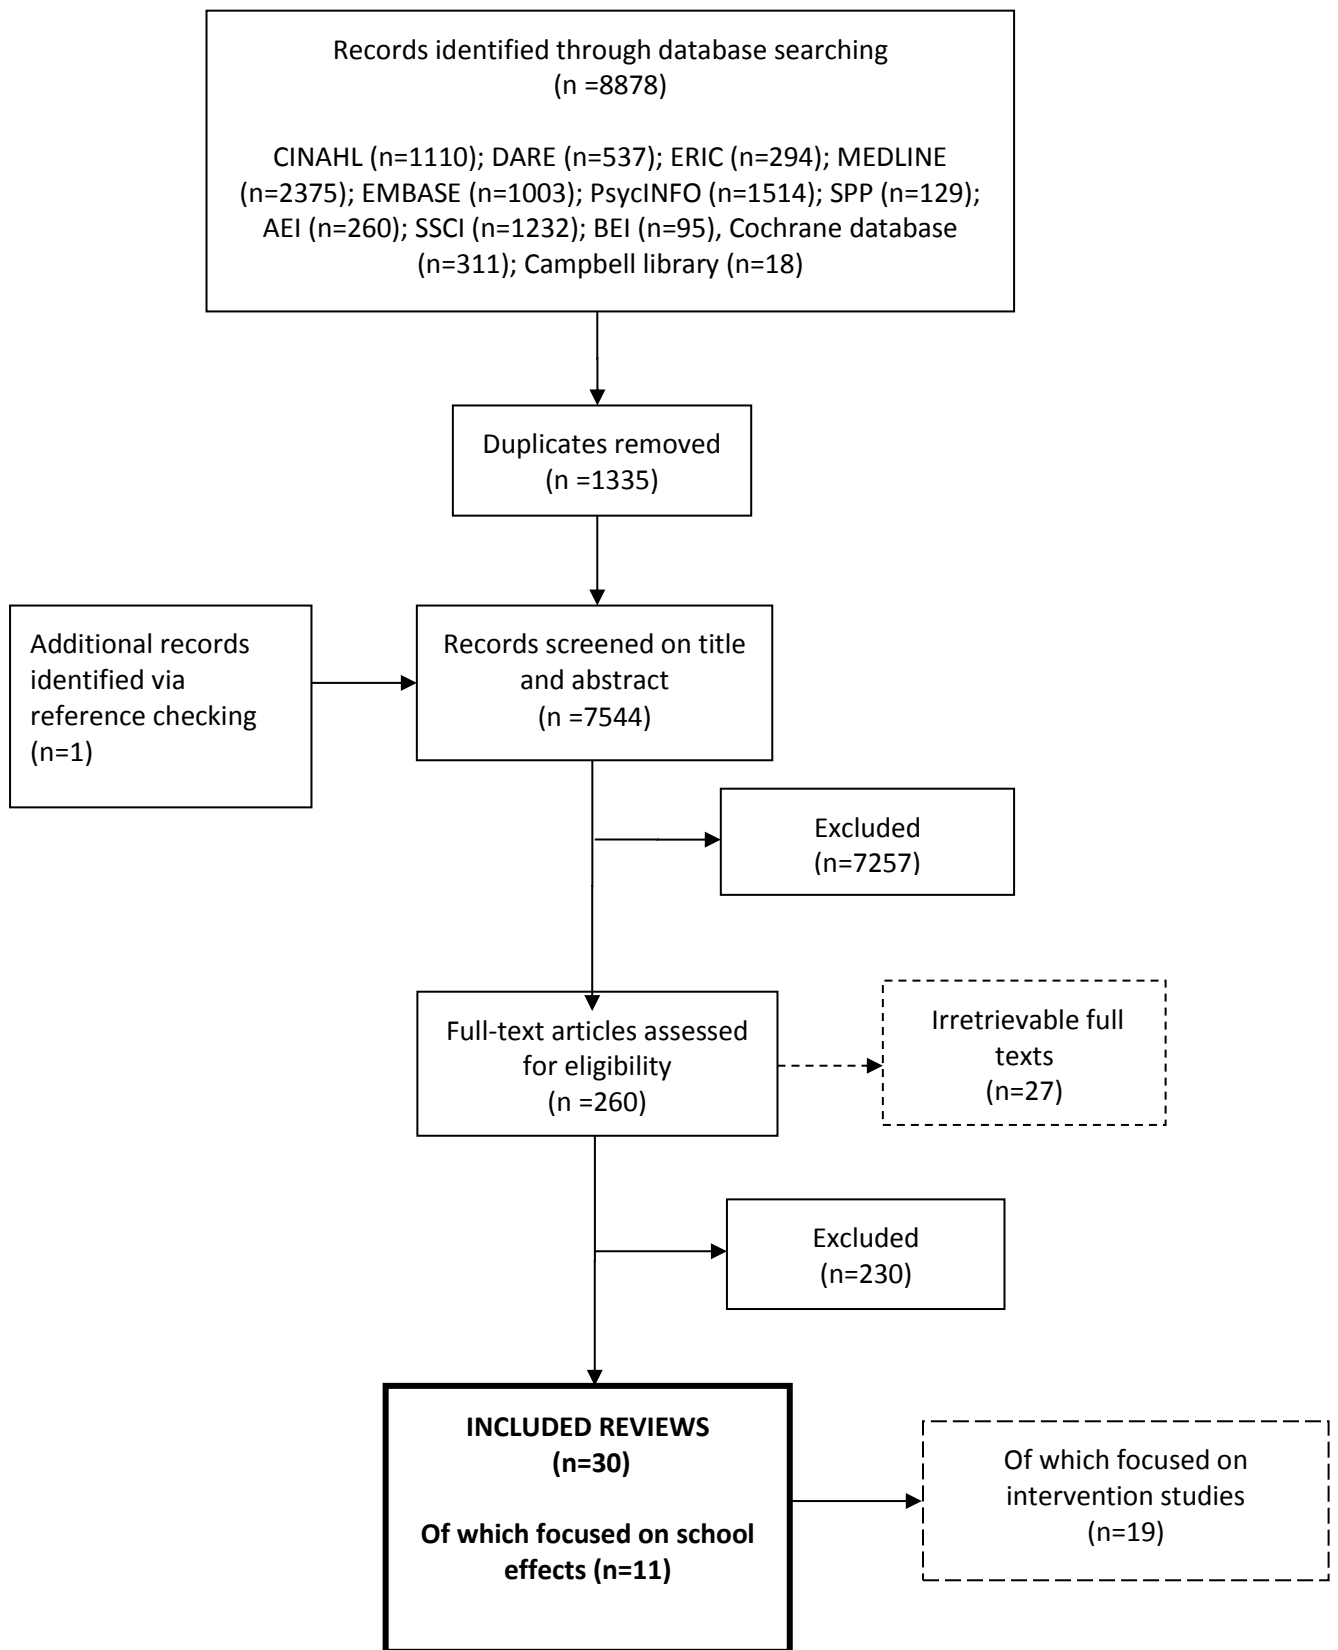 Records identified through database searching
(n =8878)
CINAHL (n=1110); DARE (n=537); ERIC (n=294); MEDLINE
(n=2375); EMBASE (n=1003); PsycINFO (n=1514); SPP (n=129);
AEI (n=260); SSCI (n=1232); BEI (n=95), Cochrane database
(n=311); Campbell library (n=18)
Duplicates removed
(n =1335)
Additional records
identified via
reference checking
(n=1)
Records screened on title
and abstract
(n =7544)
Excluded
(n=7257)
Full-text articles assessed
for eligibility
(n =260)
Irretrievable full
texts
(n=27)
Excluded
(n=230)
INCLUDED REVIEWS
(n=30)
Of which focused on school
effects (n=11)
Of which focused on
intervention studies
(n=19)